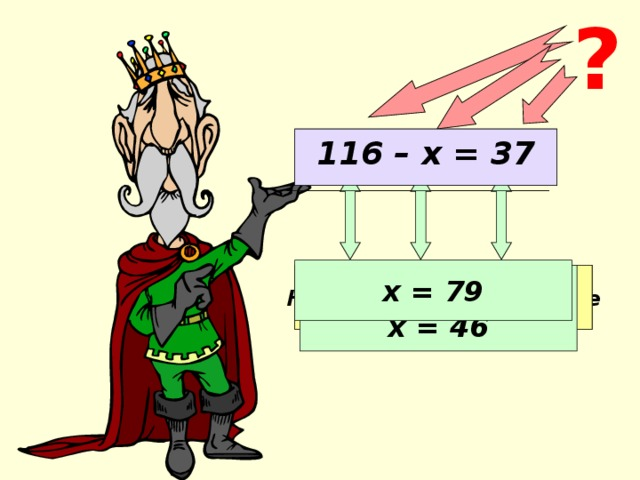 ?
116 – x = 37
x = 79
x = 46